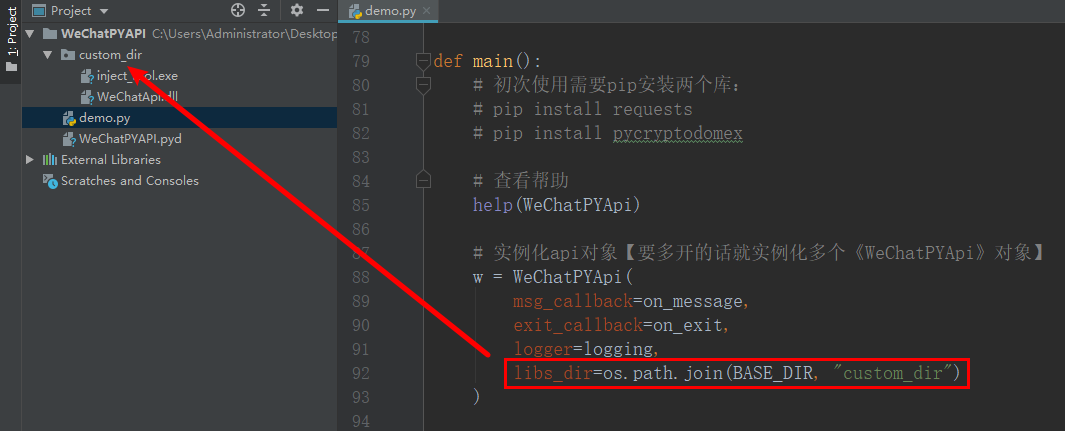 1: Project
Project
WeChatPYAPI C:\Users\Administrator\Desktop
custom_dir
WeChatApi.dll
demo.py
WeChatPYAPI.pyd
External Libraries
Scratches and Consoles
demo.py
78
79 def main():
80 # 初次使用需要pip安装两个库：
81 # pip install requests
82 # pip install pycryptodomex
83
84 # 查看帮助
85 help(WeChatPYApi)
86
87 # 实例化api对象【要多开的话就实例化多个《WeChatPYApi》对象】
88 w = WeChatPYApi(
89 msg_callback=on_message,
90 exit_callback=on_exit,
91 logger=logging,
92 libs_dir=os.path.join(BASE_DIR, "custom_dir")
93 )
94